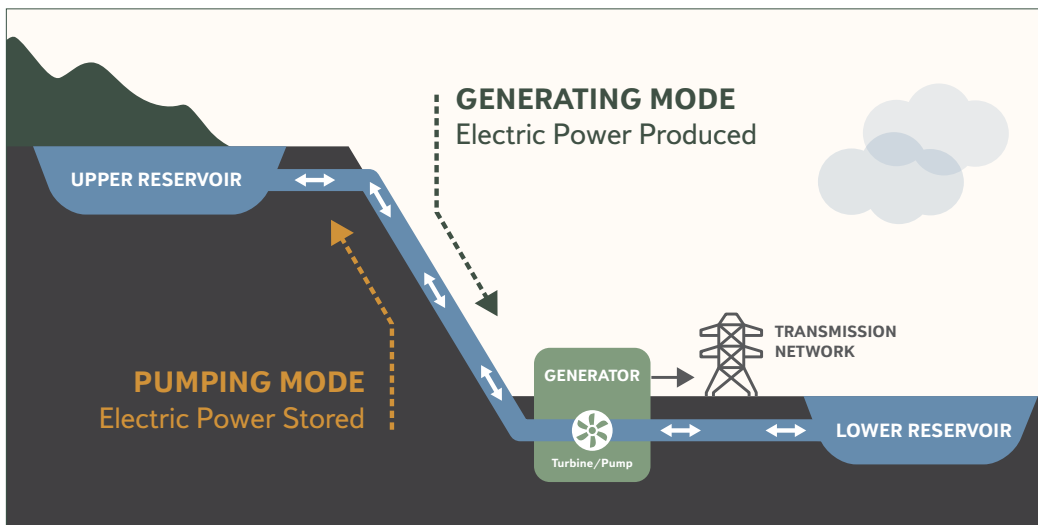 GENERATING MODE
Electric Power Produced
UPPER RESERVOIR
TRANSMISSION
NETWORK
PUMPING MODE
Electric Power Stored
GENERATOR
LOWER RESERVOIR
Turbine/Pump